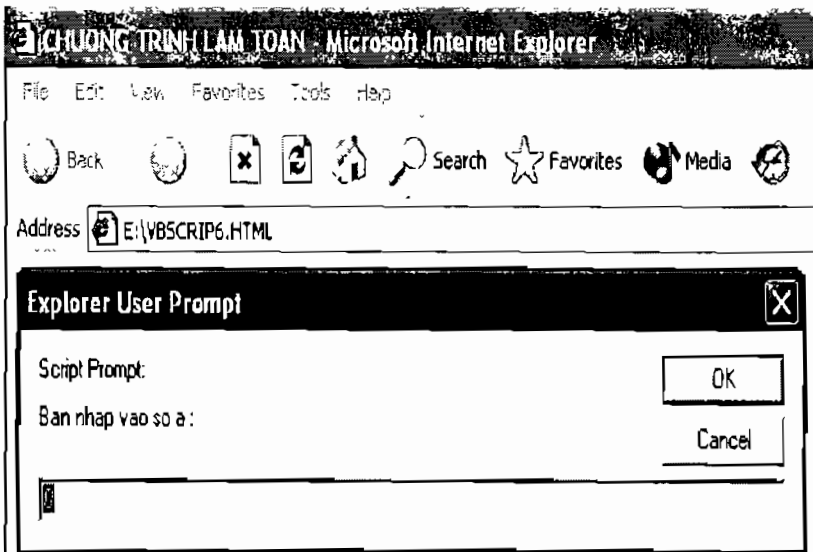 CHUONG TRINH LAM TOAN - Microsoft Internet Explorer
File Edit View Favorites Tools Help
Back Search Favorites Media
Address E:\VBSCRIP6.HTML
Explorer User Prompt
Script Prompt:
OK
Ban nhap vao so a :
Cancel